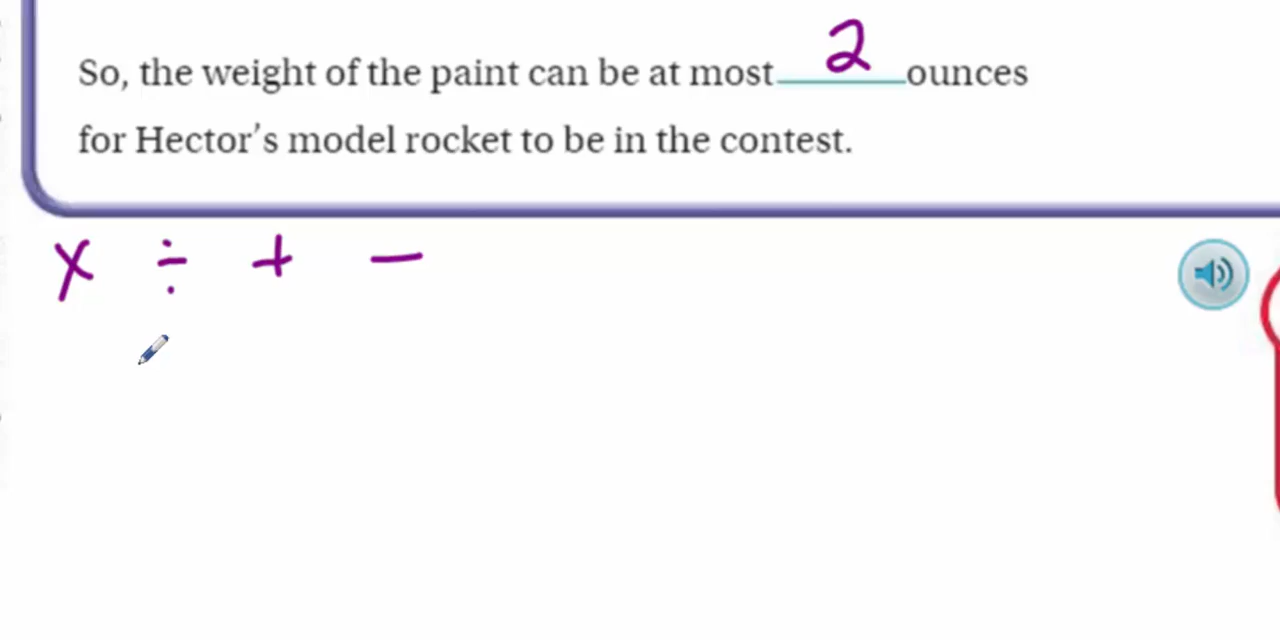 So, the weight of the paint can be at most 2 ounces
for Hector's model rocket to be in the contest.
x ÷ + −